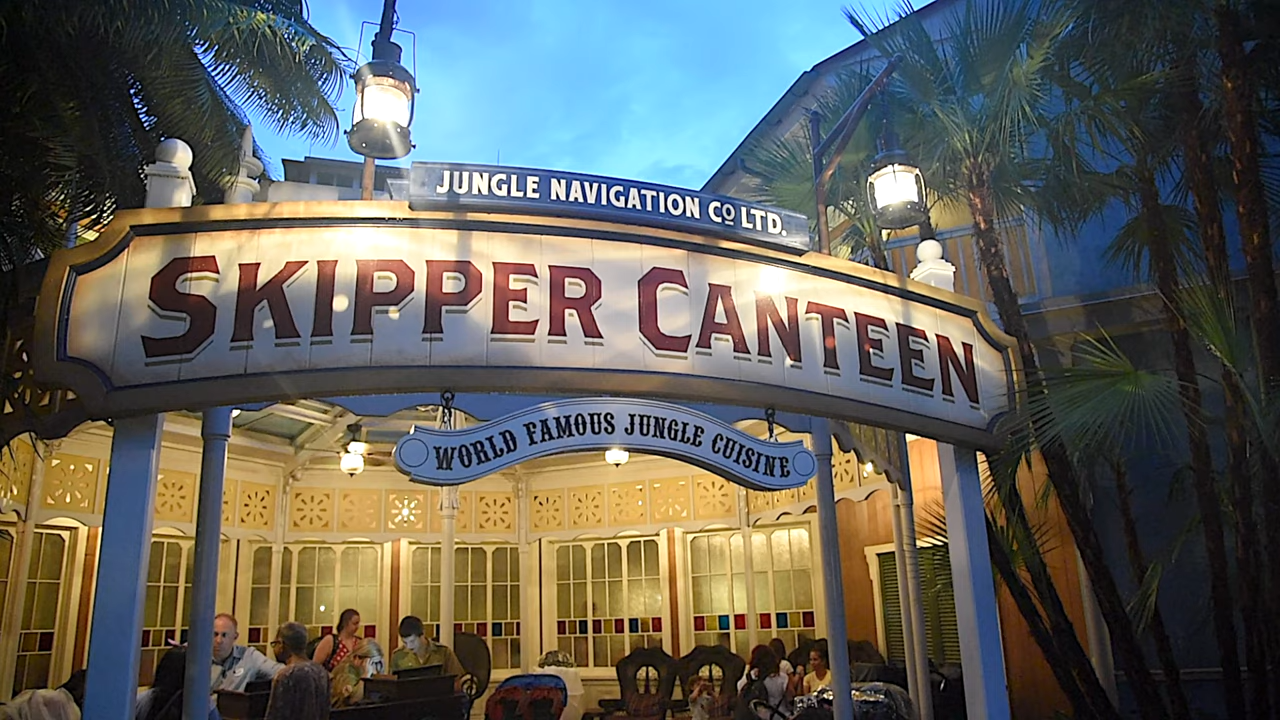 JUNGLE NAVIGATION CO LTD.
SKIPPER CANTEEN
WORLD FAMOUS JUNGLE CUISINE